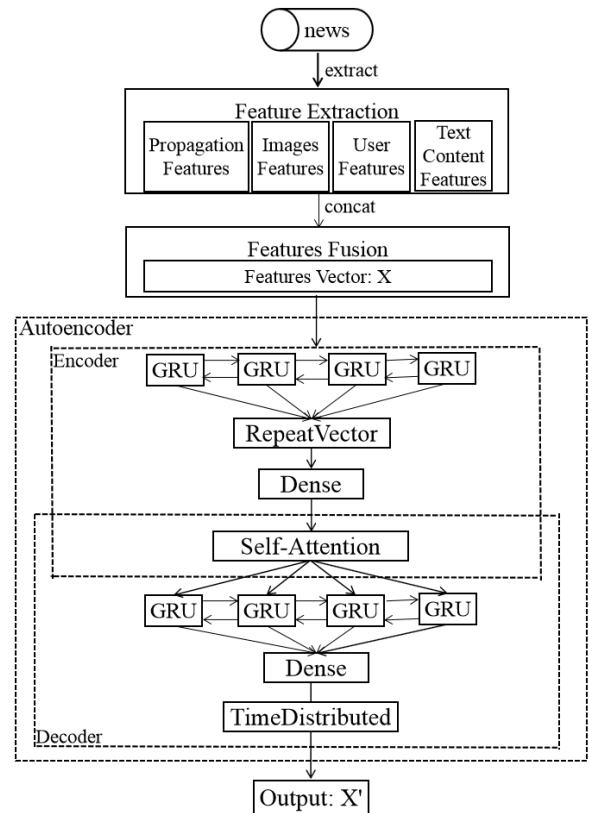 news
extract
Feature Extraction
Propagation
Features
Images
Features
User
Features
Text
Content
Features
concat
Features Fusion
Features Vector: X
Autoencoder
Encoder
GRU
GRU
GRU
GRU
RepeatVector
Dense
Self-Attention
GRU
GRU
GRU
GRU
Dense
TimeDistributed
Decoder
Output: X'